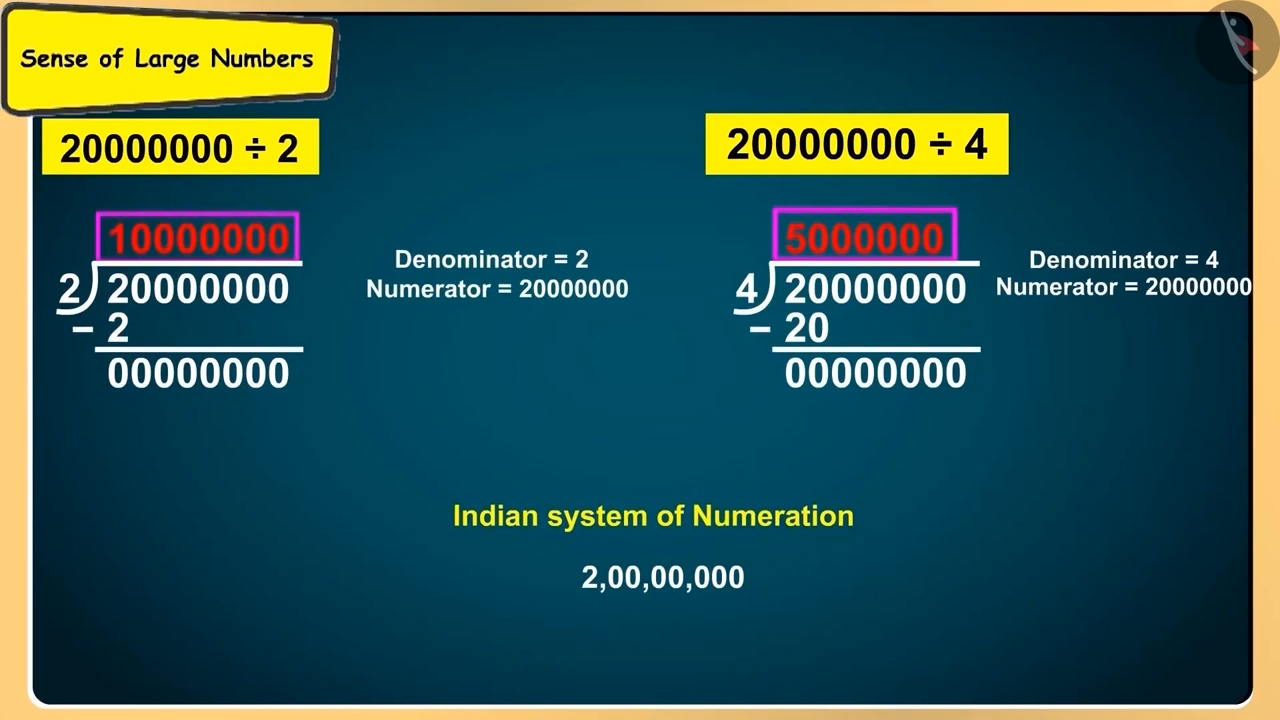 Sense of Large Numbers
20000000 ÷ 2
10000000
2)20000000
– 2
00000000
Denominator = 2
Numerator = 20000000
20000000 ÷ 4
5000000
4)20000000
– 20
00000000
Denominator = 4
Numerator = 20000000
Indian system of Numeration
2,00,00,000